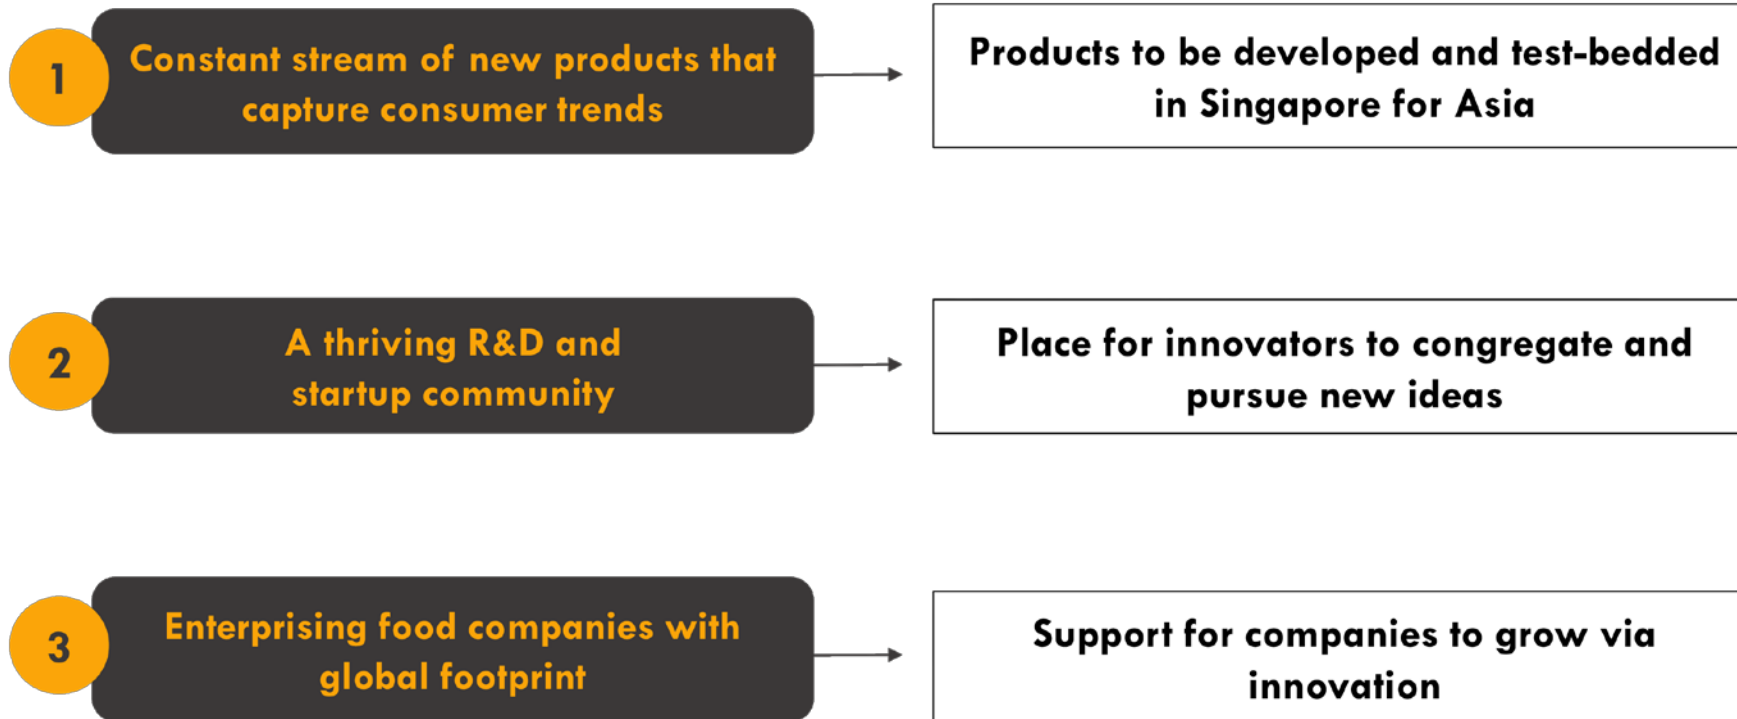 1
Constant stream of new products that
capture consumer trends
Products to be developed and test-bedded
in Singapore for Asia
2
A thriving R&D and
startup community
Place for innovators to congregate and
pursue new ideas
3
Enterprising food companies with
global footprint
Support for companies to grow via
innovation